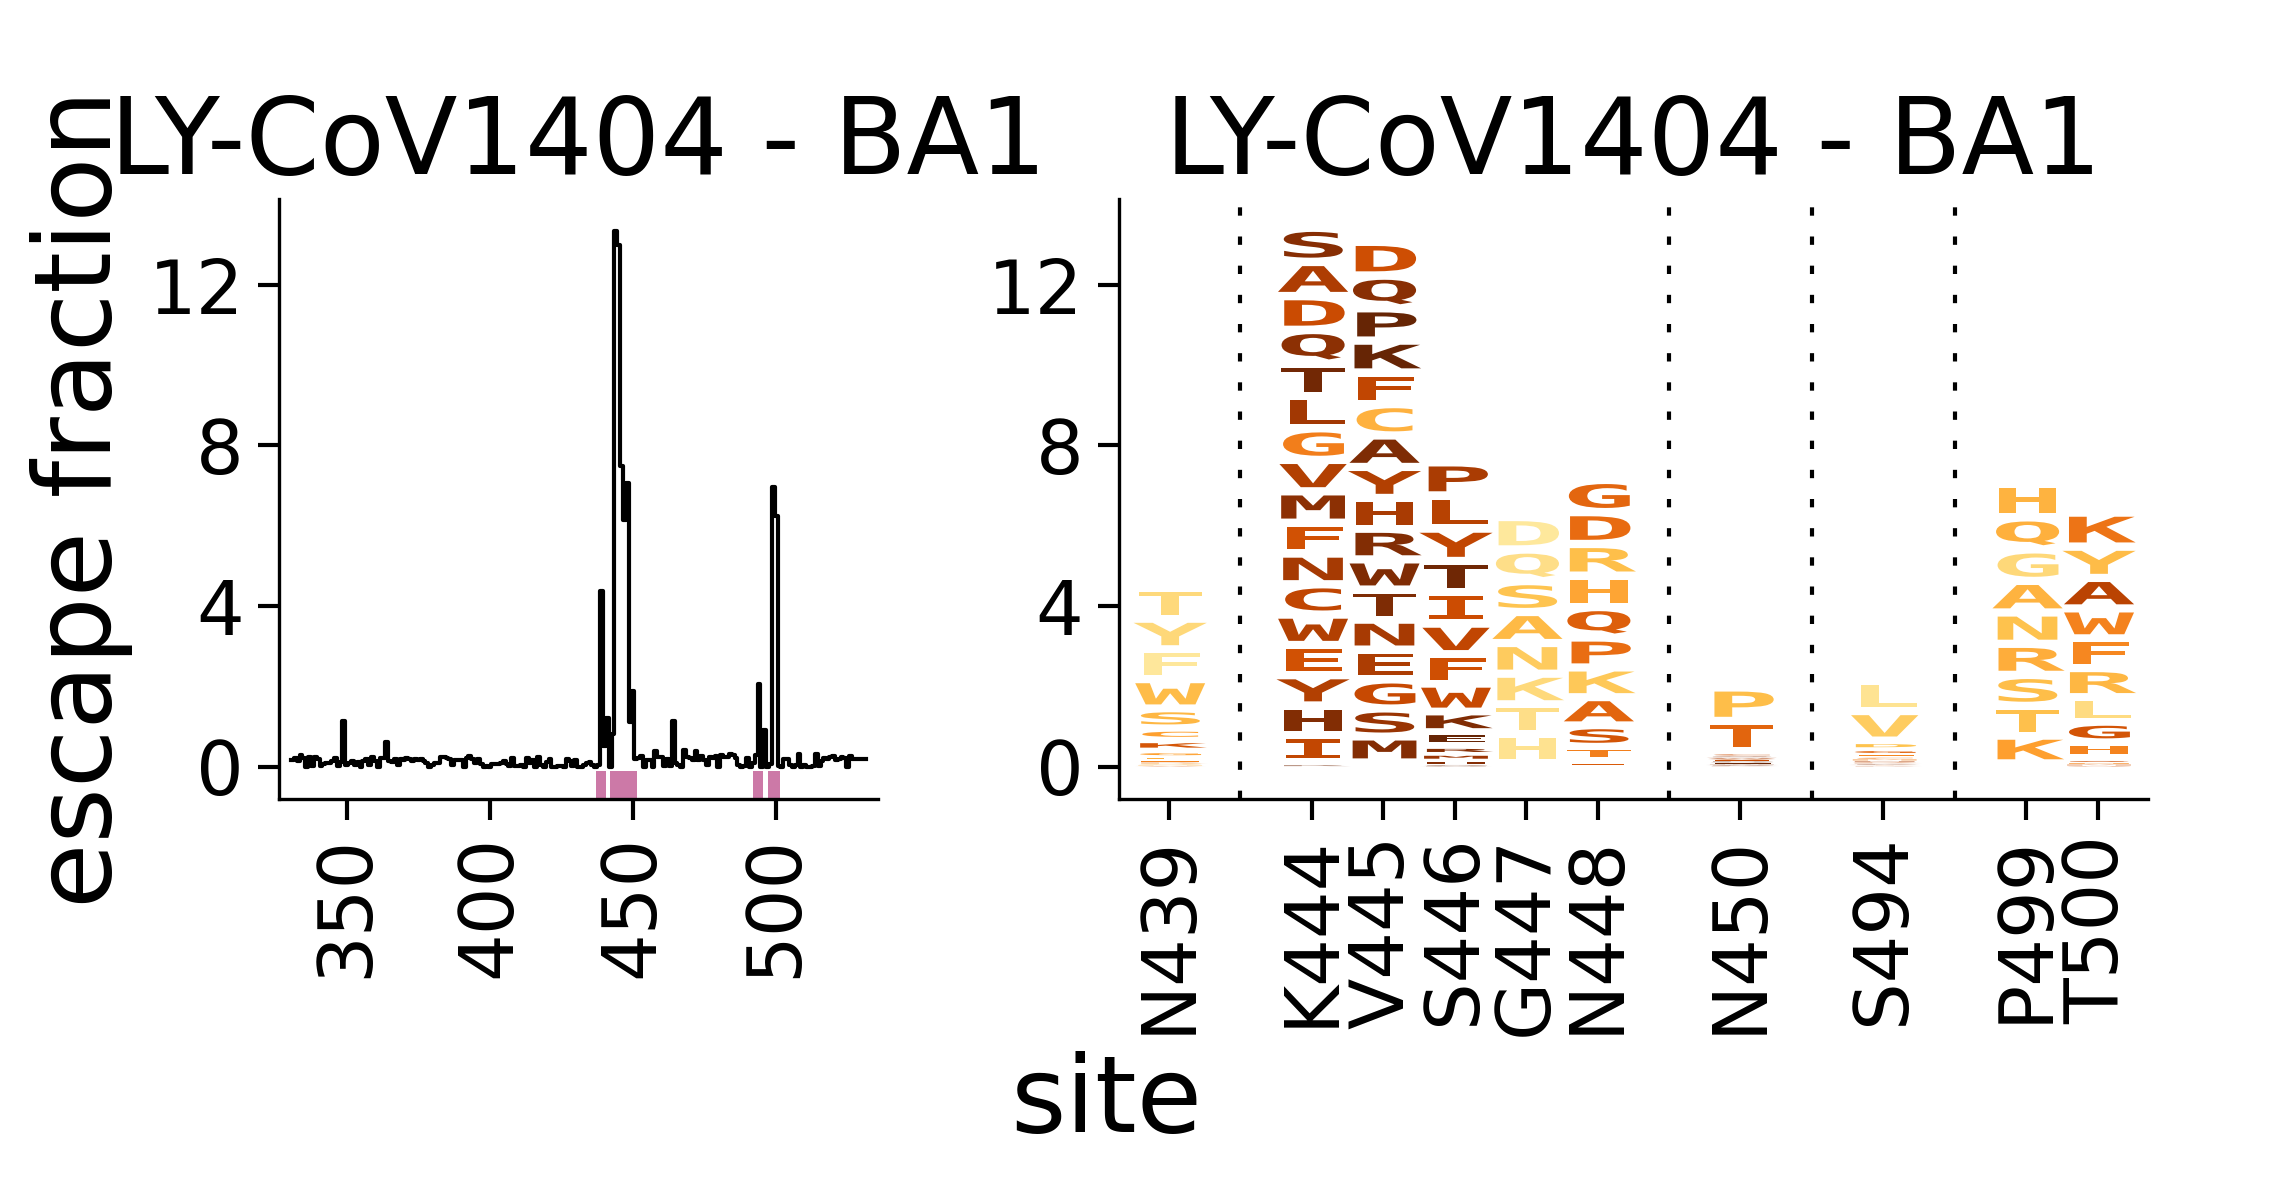 LY-CoV1404 - BA1
LY-CoV1404 - BA1
escape fraction
12
8
4
0
350
400
450
500
12
8
4
0
T
Y
F
W
S
S
A
D
Q
T
L
G
V
M
F
N
C
W
E
Y
H
I
D
Q
P
K
F
C
A
Y
H
R
W
T
N
E
G
S
M
P
L
Y
T
I
V
F
W
K
D
Q
S
A
N
K
T
H
G
D
R
H
Q
P
K
A
S
T
P
T
L
V
H
Q
G
A
N
R
S
T
K
K
Y
A
W
F
R
L
G
H
N439
K444
V445
S446
G447
N448
N450
S494
P499
T500
site